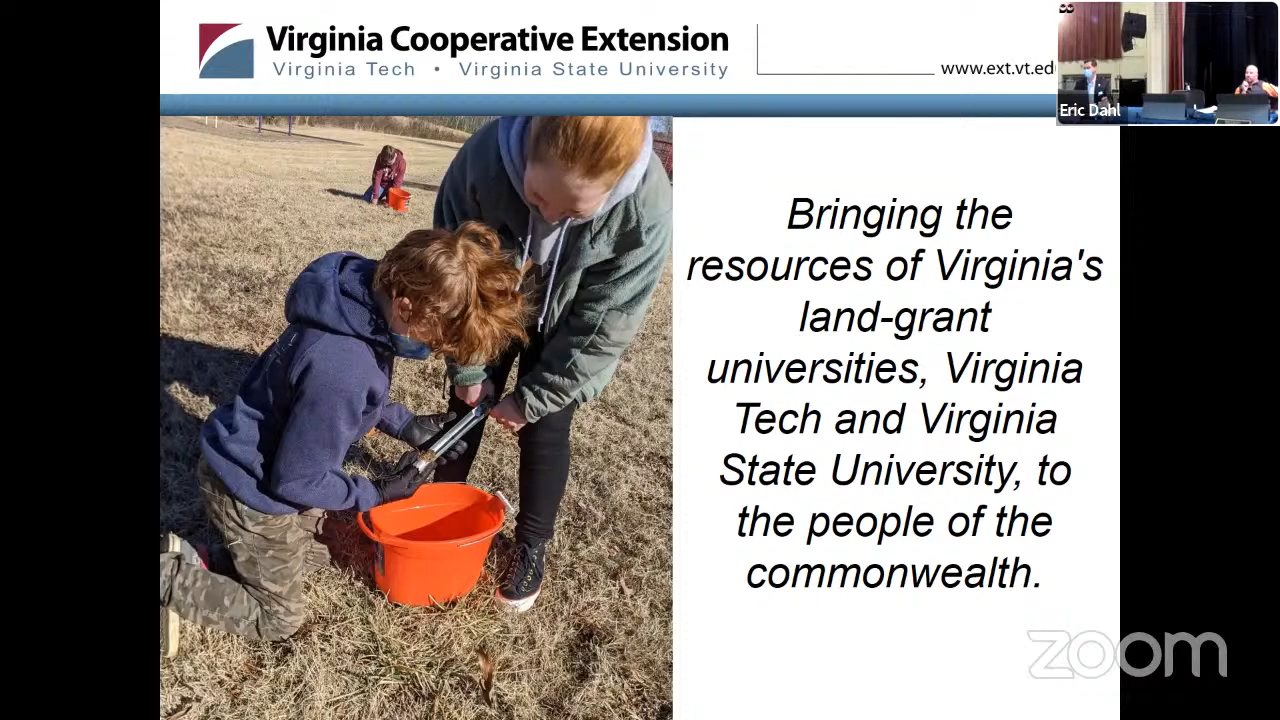 Virginia Cooperative Extension
Virginia Tech • Virginia State University
www.ext.vt.ed
Eric Dahl
Bringing the
resources of Virginia's
land-grant
universities, Virginia
Tech and Virginia
State University, to
the people of the
commonwealth.
zoom